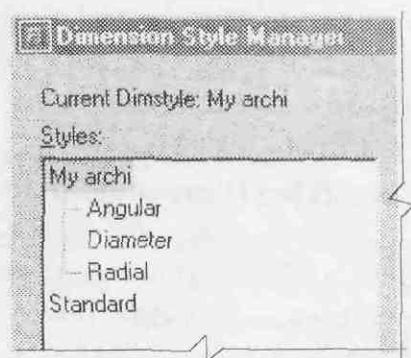 Dimension Style Manager
Current Dimstyle: My archi
Styles:
My archi
Angular
Diameter
Radial
Standard